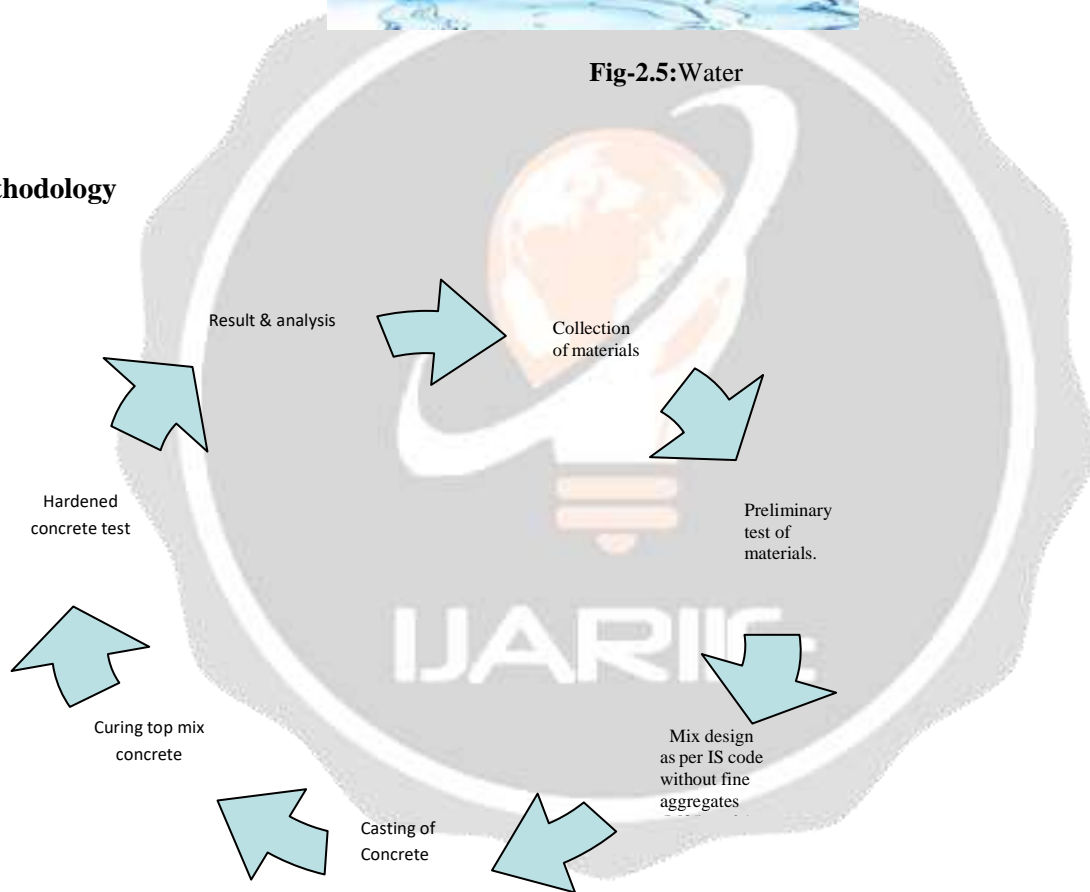 Fig-2.5:Water
thodology
Result & analysis
Collection
of materials
Preliminary
test of
materials.
Mix design
as per IS code
without fine
aggregates
Casting of
Concrete
Curing top mix
concrete
Hardened
concrete test
IJARIIE